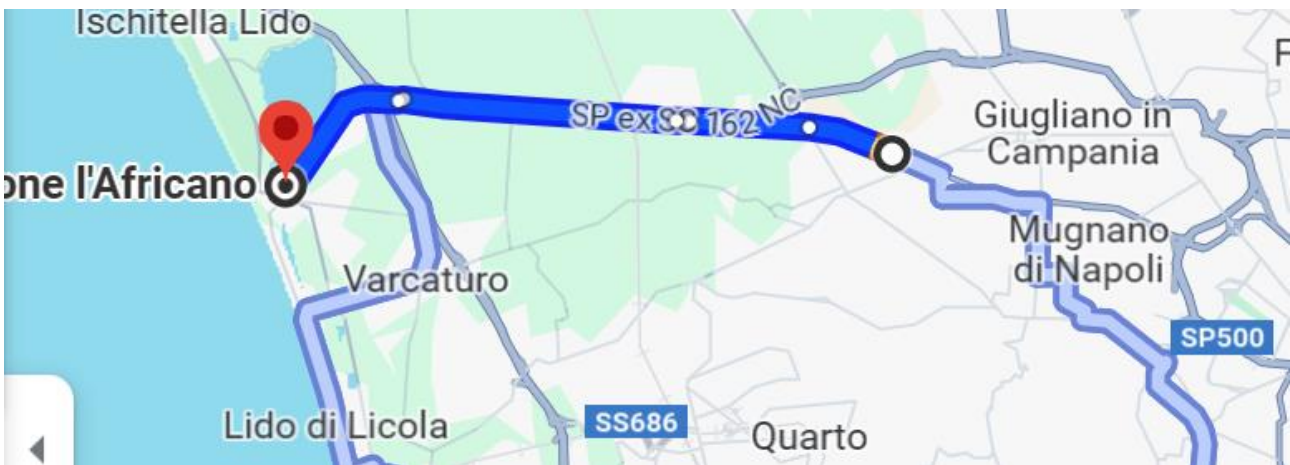 Ischitella Lido
SP ex SS 162 NC
Giugliano in
Campania
one l'Africano
Mugnano
di Napoli
Varcaturo
SP500
Lido di Licola
SS686
Quarto